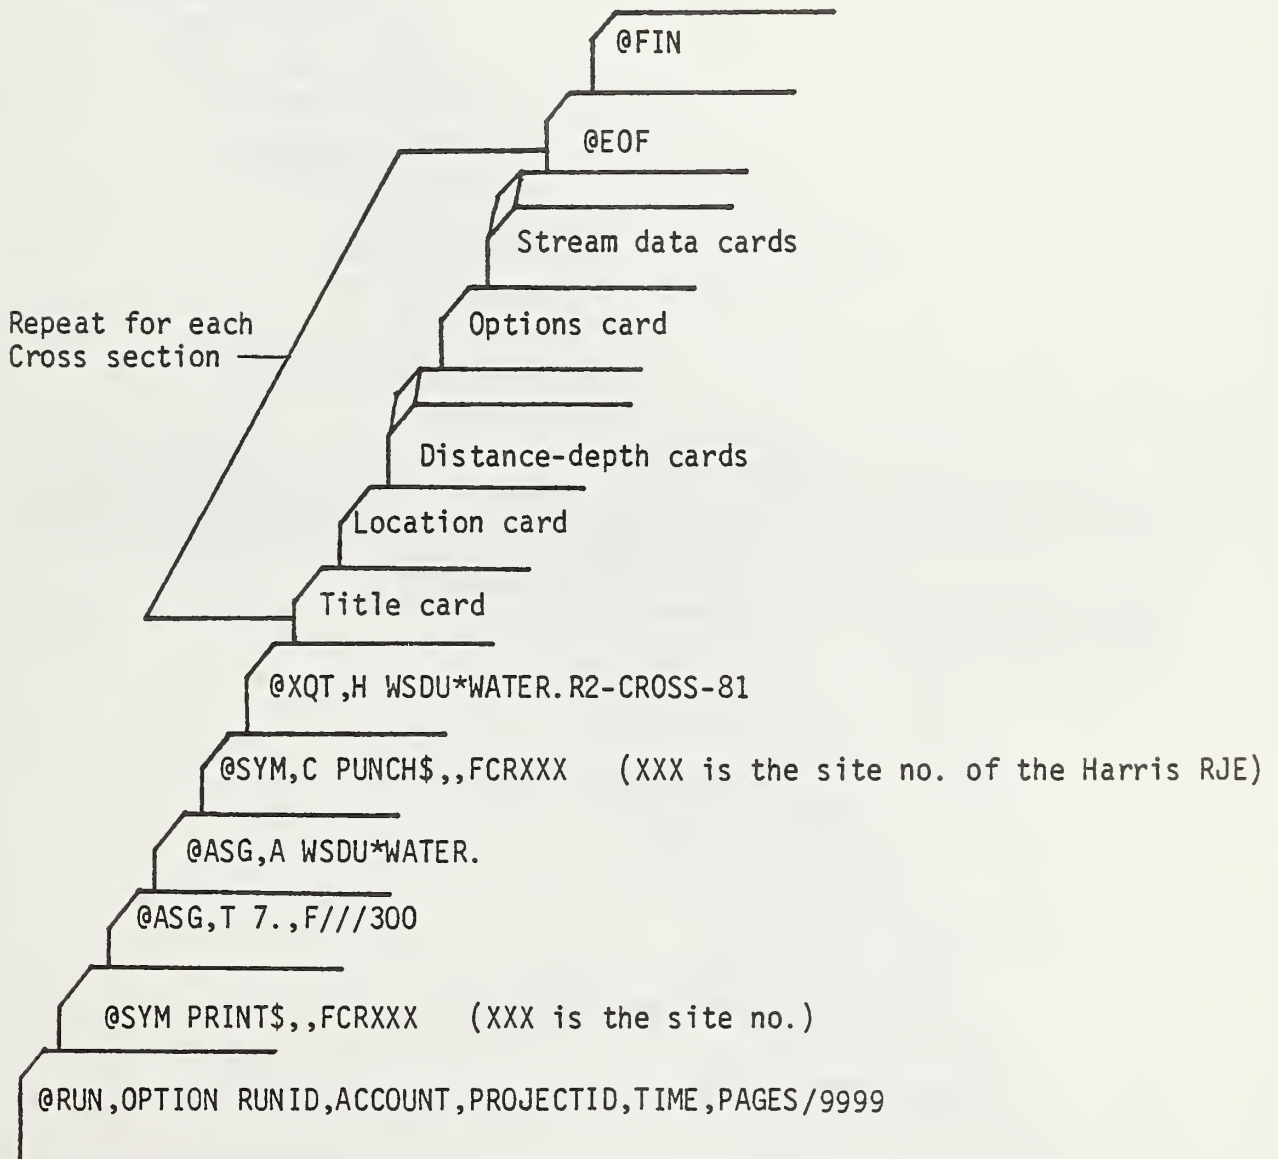 @FIN
@EOF
Stream data cards
Options card
Repeat for each
Cross section
Distance-depth cards
Location card
Title card
@XQT,H WSDU*WATER.R2-CROSS-81
@SYM,C PUNCH$,,FCRXXX (XXX is the site no. of the Harris RJE)
@ASG,A WSDU*WATER.
@ASG,T 7.,F///300
@SYM PRINT$,,FCRXXX (XXX is the site no.)
@RUN,OPTION RUNID,ACCOUNT,PROJECTID,TIME,PAGES/9999